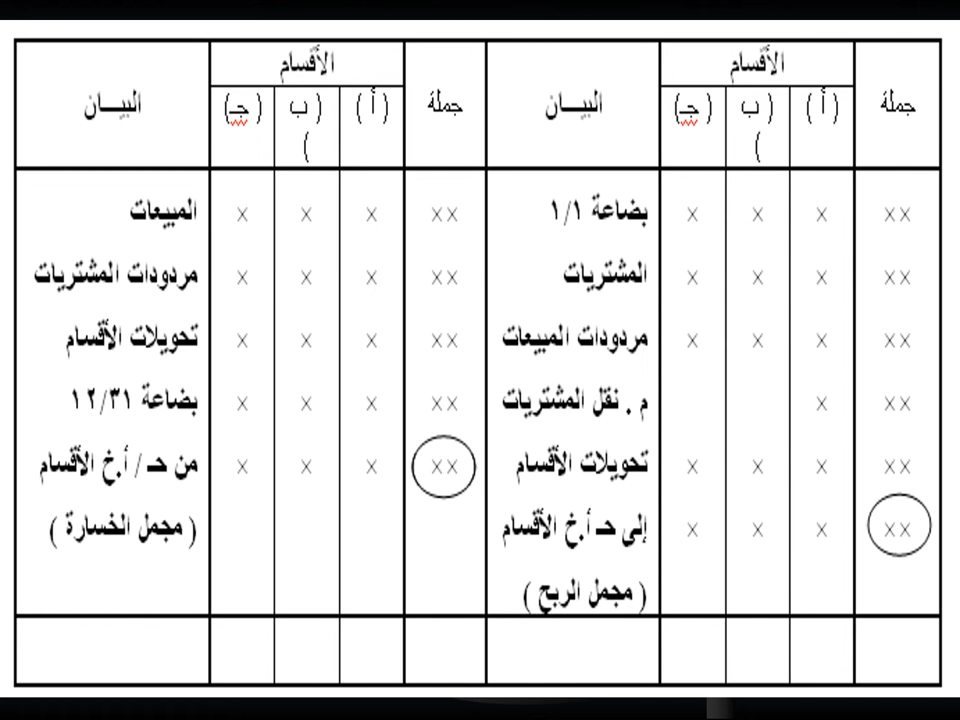 جملة الأقسام البيـــان جملة الأقسام البيـــان
( أ ) ( ب ) ( جـ) ( أ ) ( ب ) ( جـ)
×× × × × بضاعة ١/١ ×× × × × المبيعات
×× × × × المشتريات ×× × × × مردودات المشتريات
×× × × × مردودات المبيعات ×× × × × تحويلات الأقسام
×× × م . نقل المشتريات ×× × × × بضاعة ١٢/٣١
×× × × × تحويلات الأقسام ×× × × × من حـ / أ.خ الأقسام
×× × × × إلى حـ أ.خ الأقسام ( مجمل الخسارة )
( مجمل الربح )